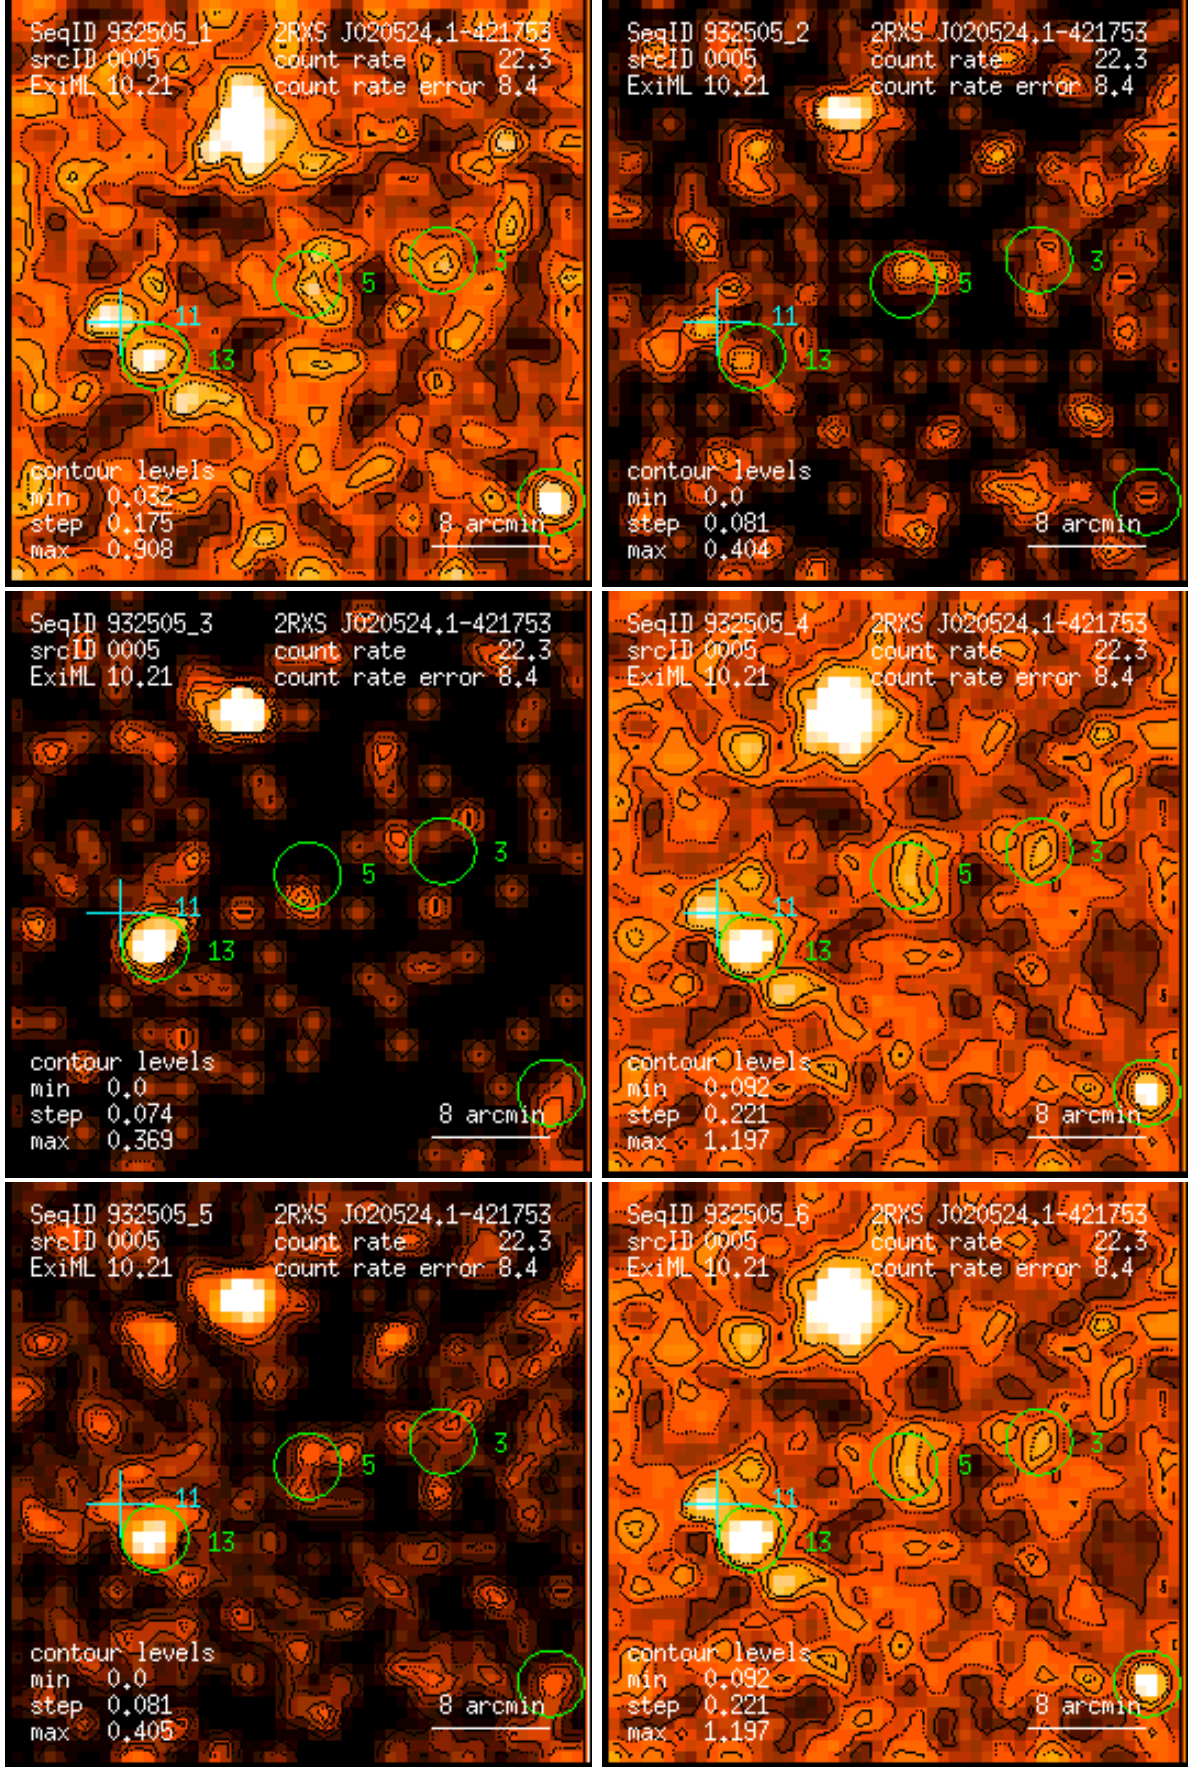 SeqID 932505_1 2RXS J020524.1-421753
srcID 0005 count rate 22.3
ExiML 10.21 count rate error 8.4
3
5
11
13
contour levels
min 0.032
step 0.175
max 0.908
8 arcmin
SeqID 932505_2 2RXS J020524.1-421753
srcID 0005 count rate 22.3
ExiML 10.21 count rate error 8.4
3
5
11
13
contour levels
min 0.0
step 0.081
max 0.404
8 arcmin
SeqID 932505_3 2RXS J020524.1-421753
srcID 0005 count rate 22.3
ExiML 10.21 count rate error 8.4
3
5
11
13
contour levels
min 0.0
step 0.074
max 0.369
8 arcmin
SeqID 932505_4 2RXS J020524.1-421753
srcID 0005 count rate 22.3
ExiML 10.21 count rate error 8.4
3
5
11
13
contour levels
min 0.092
step 0.221
max 1.197
8 arcmin
SeqID 932505_5 2RXS J020524.1-421753
srcID 0005 count rate 22.3
ExiML 10.21 count rate error 8.4
3
5
11
13
contour levels
min 0.0
step 0.081
max 0.405
8 arcmin
SeqID 932505_6 2RXS J020524.1-421753
srcID 0005 count rate 22.3
ExiML 10.21 count rate error 8.4
3
5
11
13
contour levels
min 0.092
step 0.221
max 1.197
8 arcmin